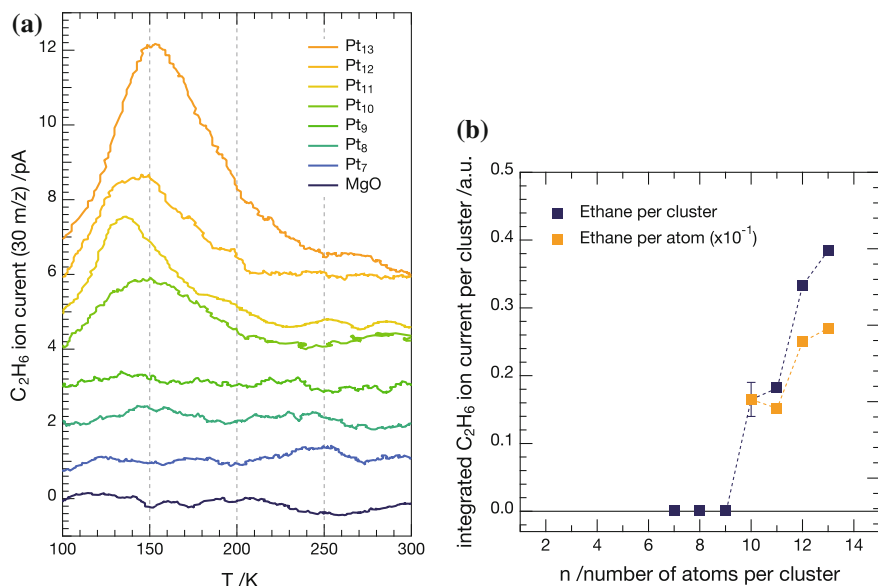 (a)
12
10
8
6
4
2
0
C₂H₆ ion curent (30 m/z) /pA
Pt₁₃
Pt₁₂
Pt₁₁
Pt₁₀
Pt₉
Pt₈
Pt₇
MgO
100
150
200
250
300
T /K
(b)
0.5
0.4
0.3
0.2
0.1
0.0
integrated C₂H₆ ion current per cluster /a.u.
Ethane per cluster
Ethane per atom (x10⁻¹)
2
4
6
8
10
12
14
n /number of atoms per cluster